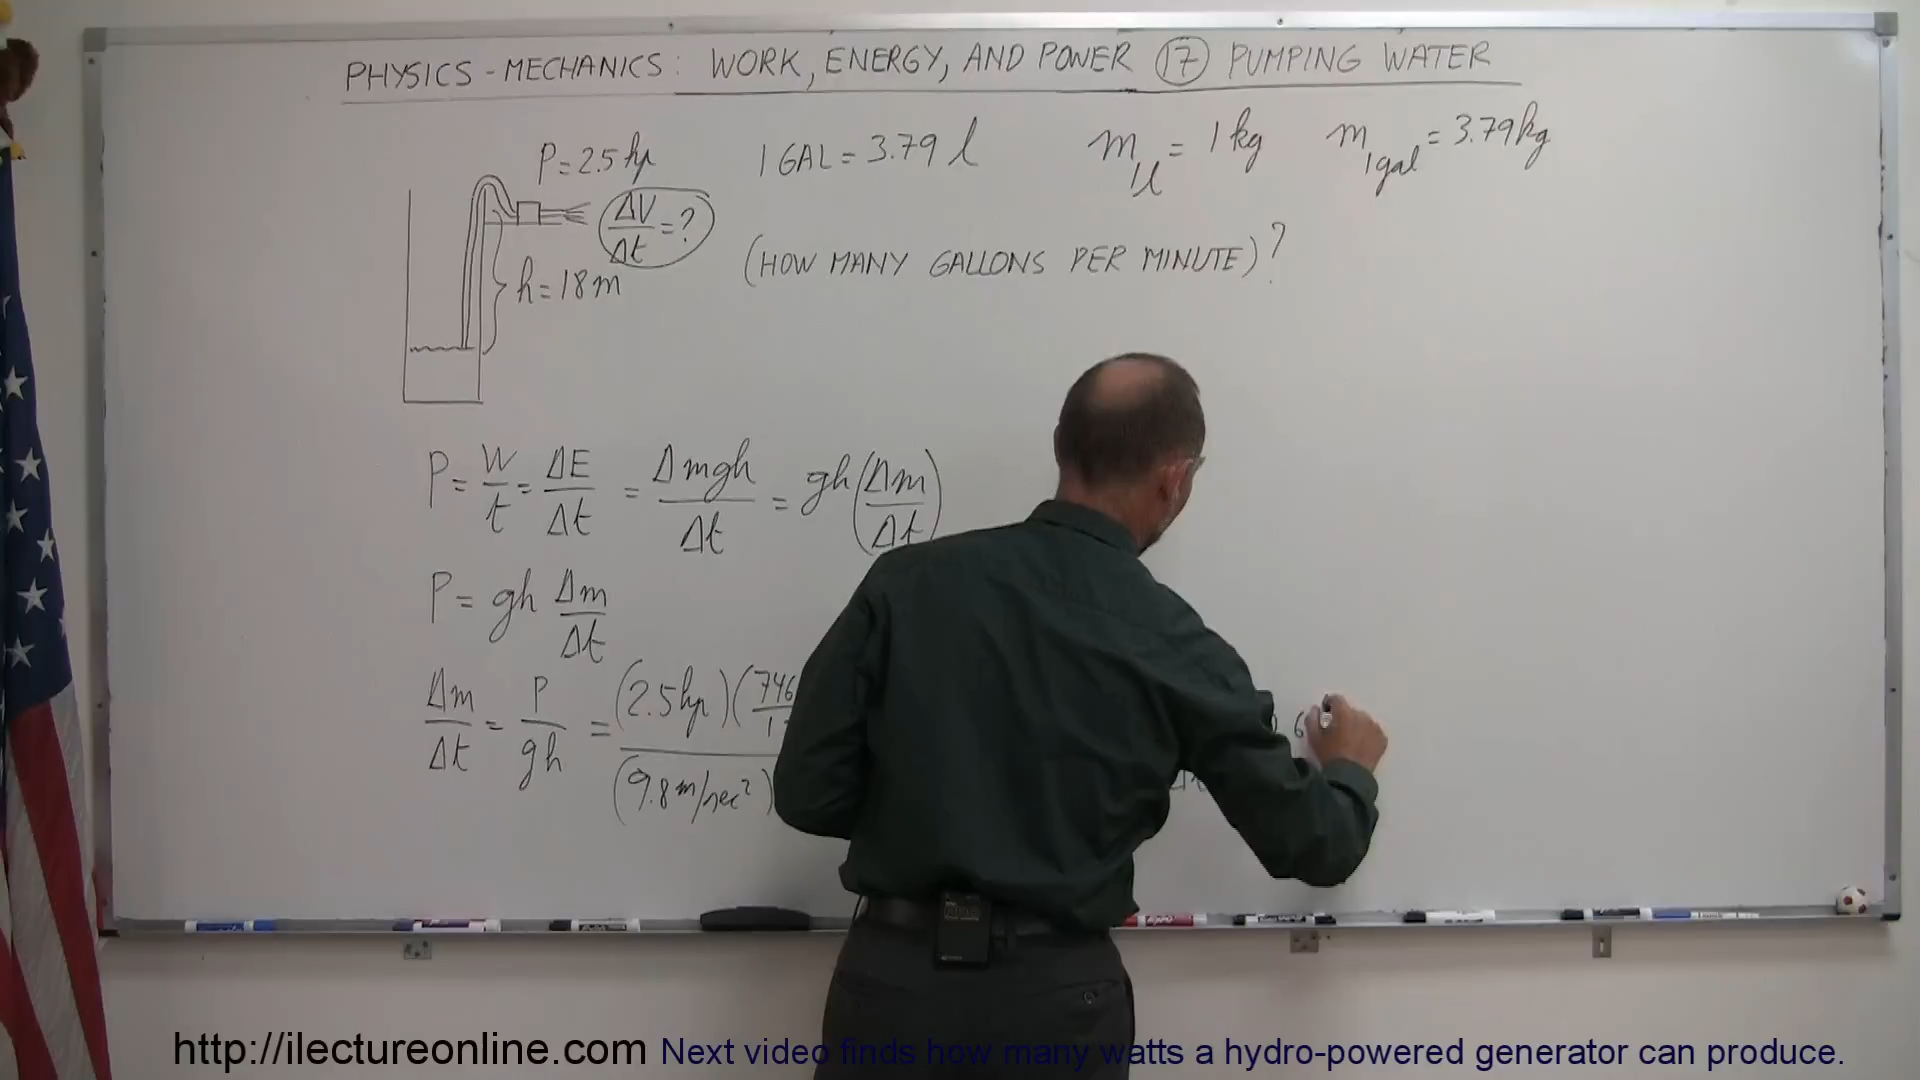 PHYSICS - MECHANICS: WORK, ENERGY, AND POWER (17) PUMPING WATER
P = 2.5 hp
1 GAL = 3.79 l
m_1l = 1 kg
m_1gal = 3.79 kg
ΔV/Δt = ?
(HOW MANY GALLONS PER MINUTE)?
h = 18 m
P = W/t = ΔE/Δt = Δmgh/Δt = gh(Δm/Δt)
P = gh Δm/Δt
Δm/Δt = P/gh = (2.5 hp)(746 / (9.8 m/sec²)
http://ilectureonline.com Next video finds how many watts a hydro-powered generator can produce.